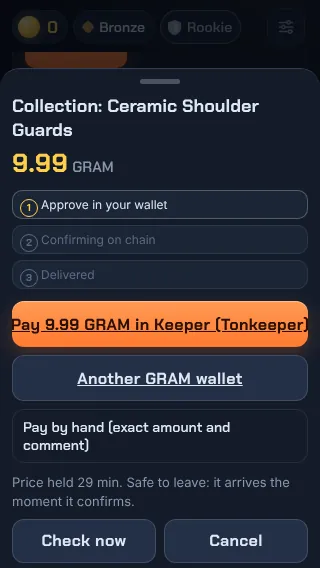 0
Bronze
Rookie
Collection: Ceramic Shoulder
Guards
9.99 GRAM
1 Approve in your wallet
2 Confirming on chain
3 Delivered
Pay 9.99 GRAM in Keeper (Tonkeeper)
Another GRAM wallet
Pay by hand (exact amount and
comment)
Price held 29 min. Safe to leave: it arrives the
moment it confirms.
Check now
Cancel